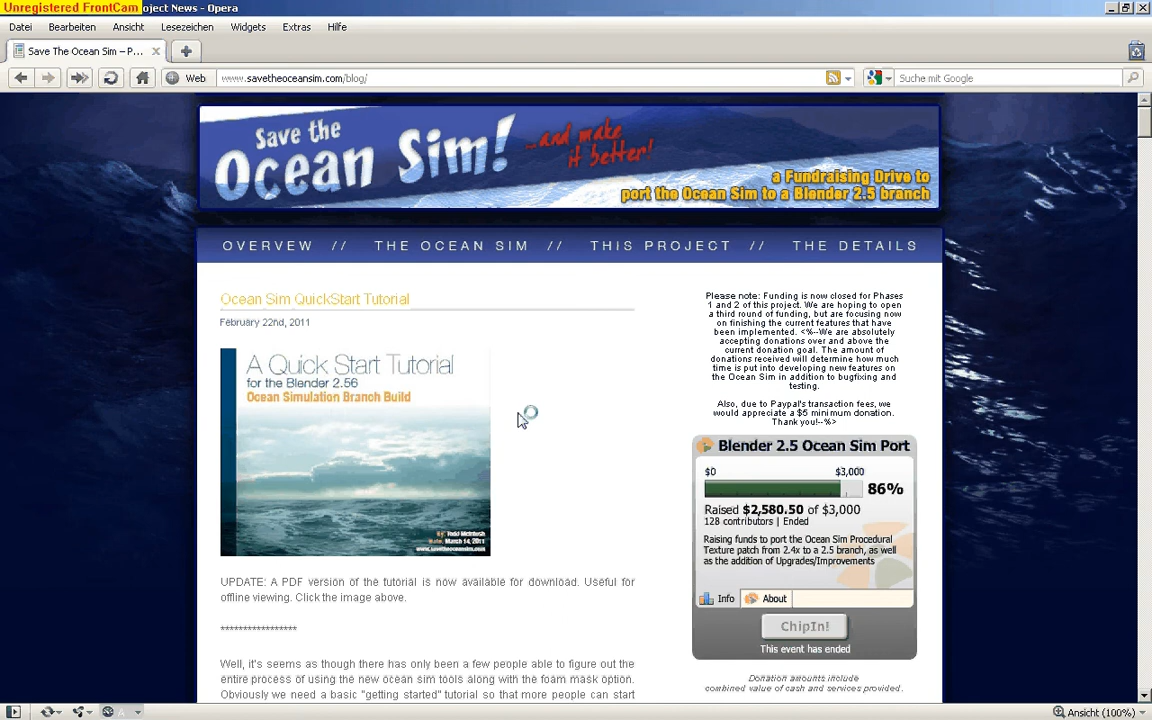 Unregistered FrontCam oject News - Opera
Datei Bearbeiten Ansicht Lesezeichen Widgets Extras Hilfe
Save The Ocean Sim – P...
Web www.savetheoceansim.com/blog/ Suche mit Google
Save the
Ocean Sim!
...and make
it better!
a Fundraising Drive to
port the Ocean Sim to a Blender 2.5 branch
OVERVEW // THE OCEAN SIM // THIS PROJECT // THE DETAILS
Ocean Sim QuickStart Tutorial
February 22nd, 2011
A Quick Start Tutorial
for the Blender 2.56
Ocean Simulation Branch Build
By: Todd McIntosh
Date: March 14, 2011
www.savetheoceansim.com
UPDATE: A PDF version of the tutorial is now available for download. Useful for
offline viewing. Click the image above.
****************
Well, it's seems as though there has only been a few people able to figure out the
entire process of using the new ocean sim tools along with the foam mask option.
Obviously we need a basic "getting started" tutorial so that more people can start
Please note: Funding is now closed for Phases
1 and 2 of this project. We are hoping to open
a third round of funding, but are focusing now
on finishing the current features that have
been implemented. <%--We are absolutely
accepting donations over and above the
current donation goal. The amount of
donations received will determine how much
time is put into developing new features on
the Ocean Sim in addition to bugfixing and
testing.
Also, due to Paypal's transaction fees, we
would appreciate a $5 minimum donation.
Thank you!--%>
Blender 2.5 Ocean Sim Port
$0 $3,000
86%
Raised $2,580.50 of $3,000
128 contributors | Ended
Raising funds to port the Ocean Sim Procedural
Texture patch from 2.4x to a 2.5 branch, as well
as the addition of Upgrades/Improvements
Info About
ChipIn!
This event has ended
Donation amounts include
combined value of cash and services provided.
Ansicht (100%)